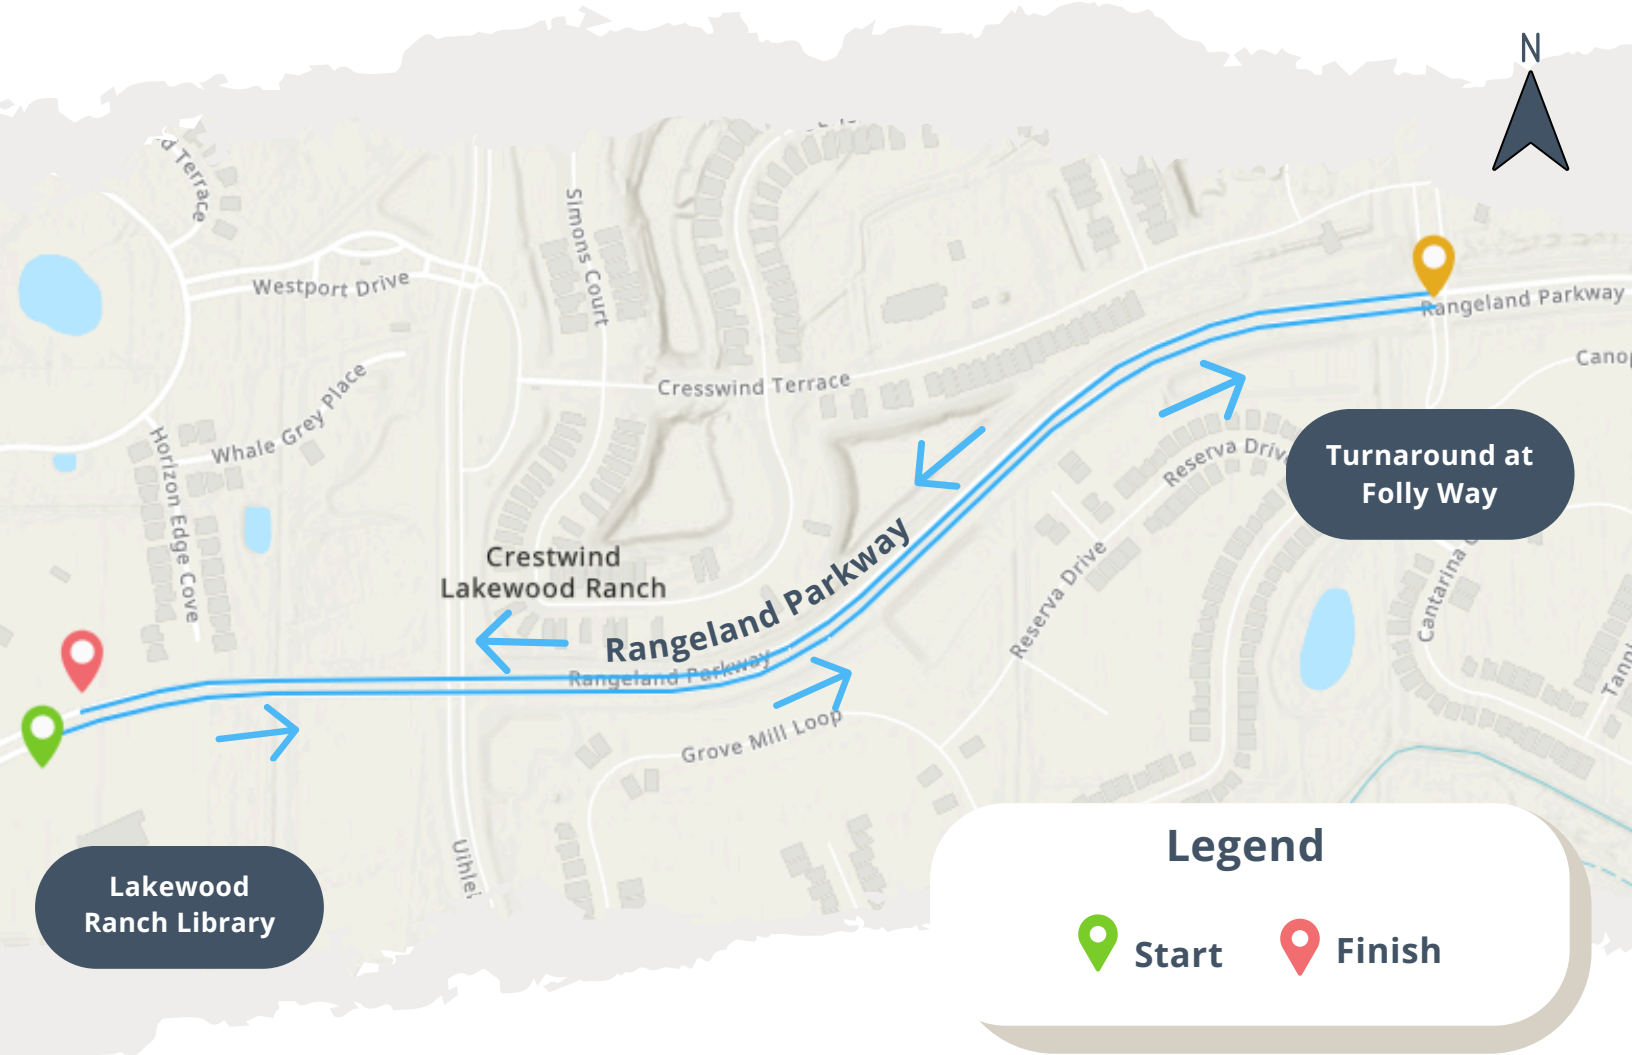 N
d Terrace
Simons Court
Westport Drive
Rangeland Parkway
Whale Grey Place
Cresswind Terrace
Horizon Edge Cove
Reserva Drive
Turnaround at
Folly Way
Crestwind
Lakewood Ranch
Rangeland Parkway
Reserva Drive
Cantarina
Rangeland Parkway
Grove Mill Loop
Lakewood
Ranch Library
Legend
Start
Finish